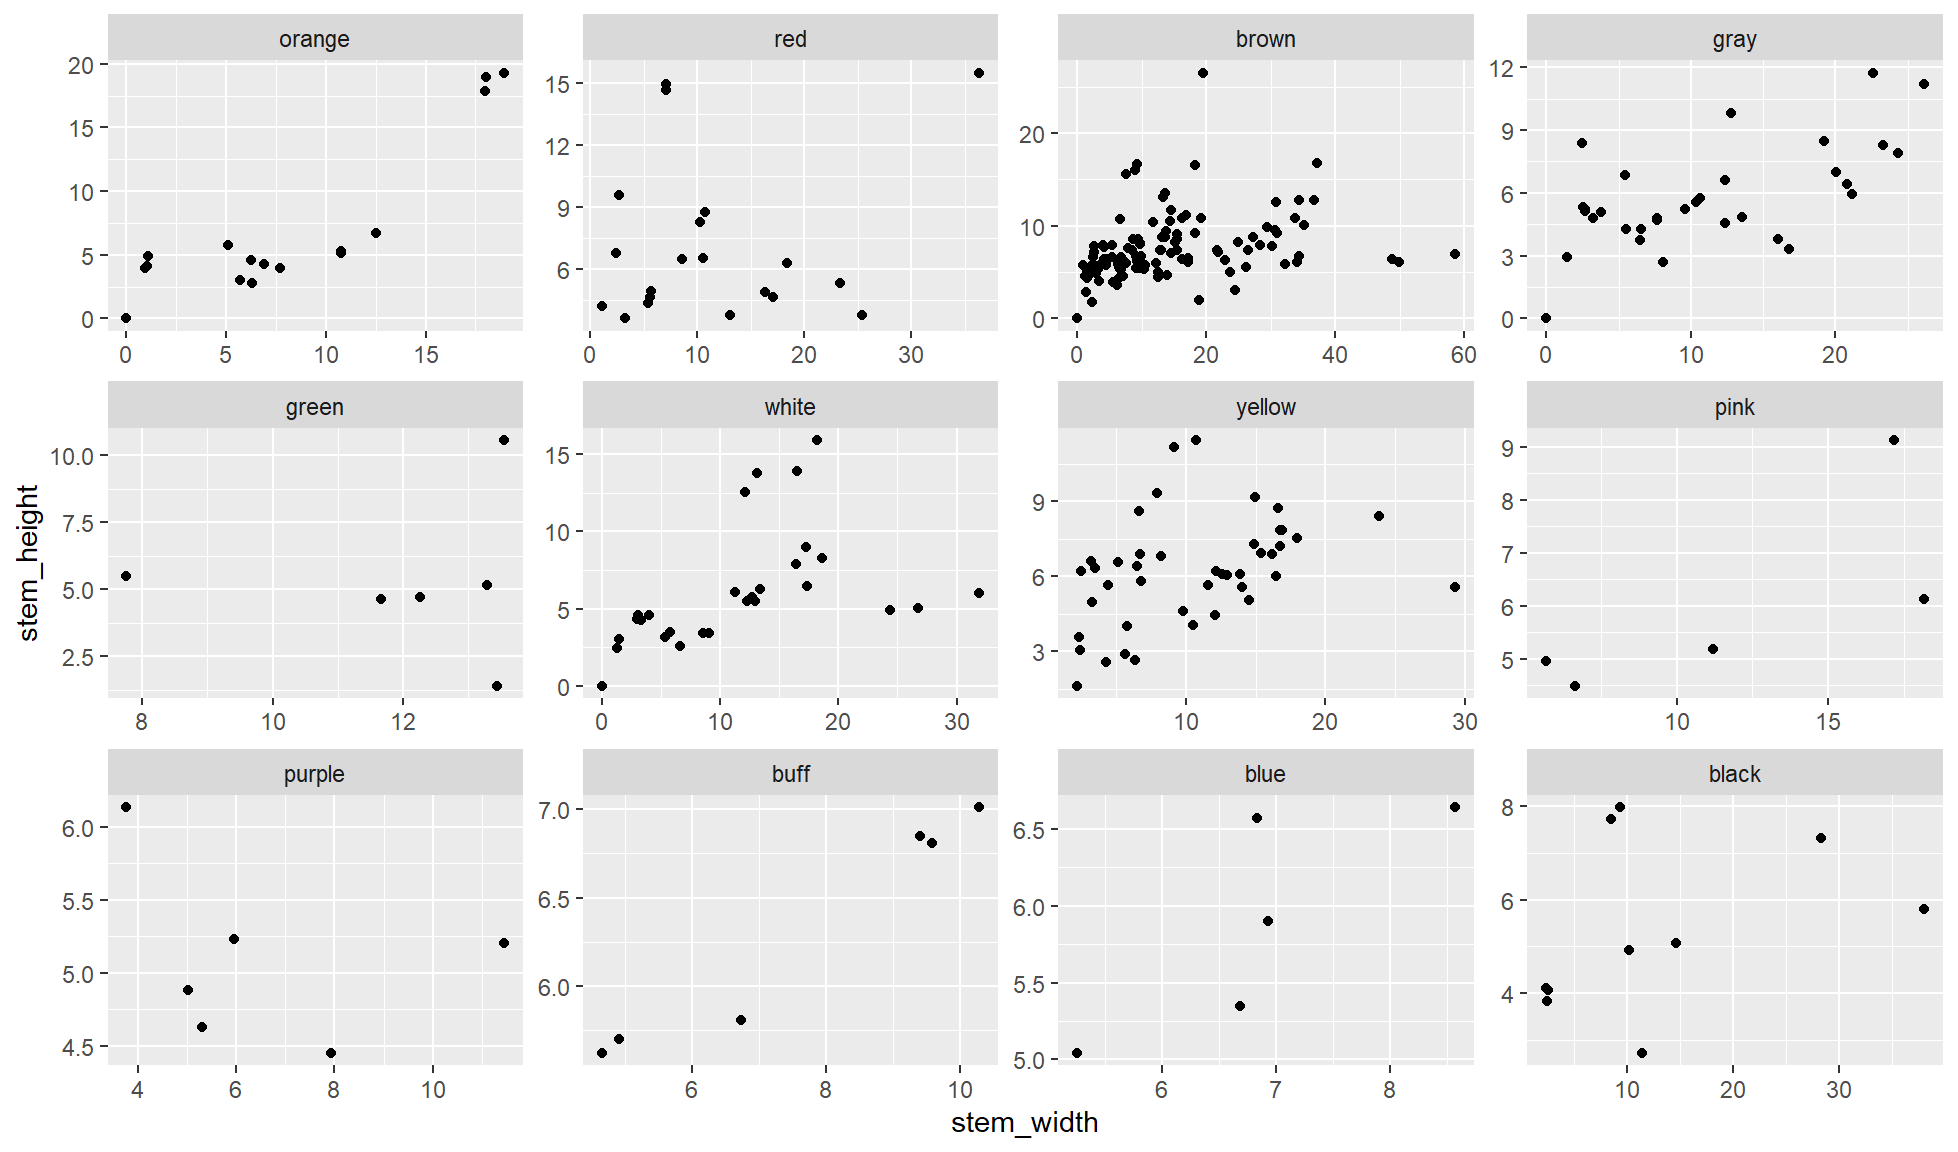 orange red brown gray
20 15 10 5 0
15 12 9 6
20 10 0
12 9 6 3 0
0 5 10 15
0 10 20 30
0 20 40 60
0 10 20
green white yellow pink
10.0 7.5 5.0 2.5
15 10 5 0
9 6 3
9 8 7 6 5
8 10 12
0 10 20 30
10 20 30
10 15
purple buff blue black
6.0 5.5 5.0 4.5
7.0 6.5 6.0
6.5 6.0 5.5 5.0
8 6 4
4 6 8 10
6 8 10
6 7 8
10 20 30
stem_height
stem_width